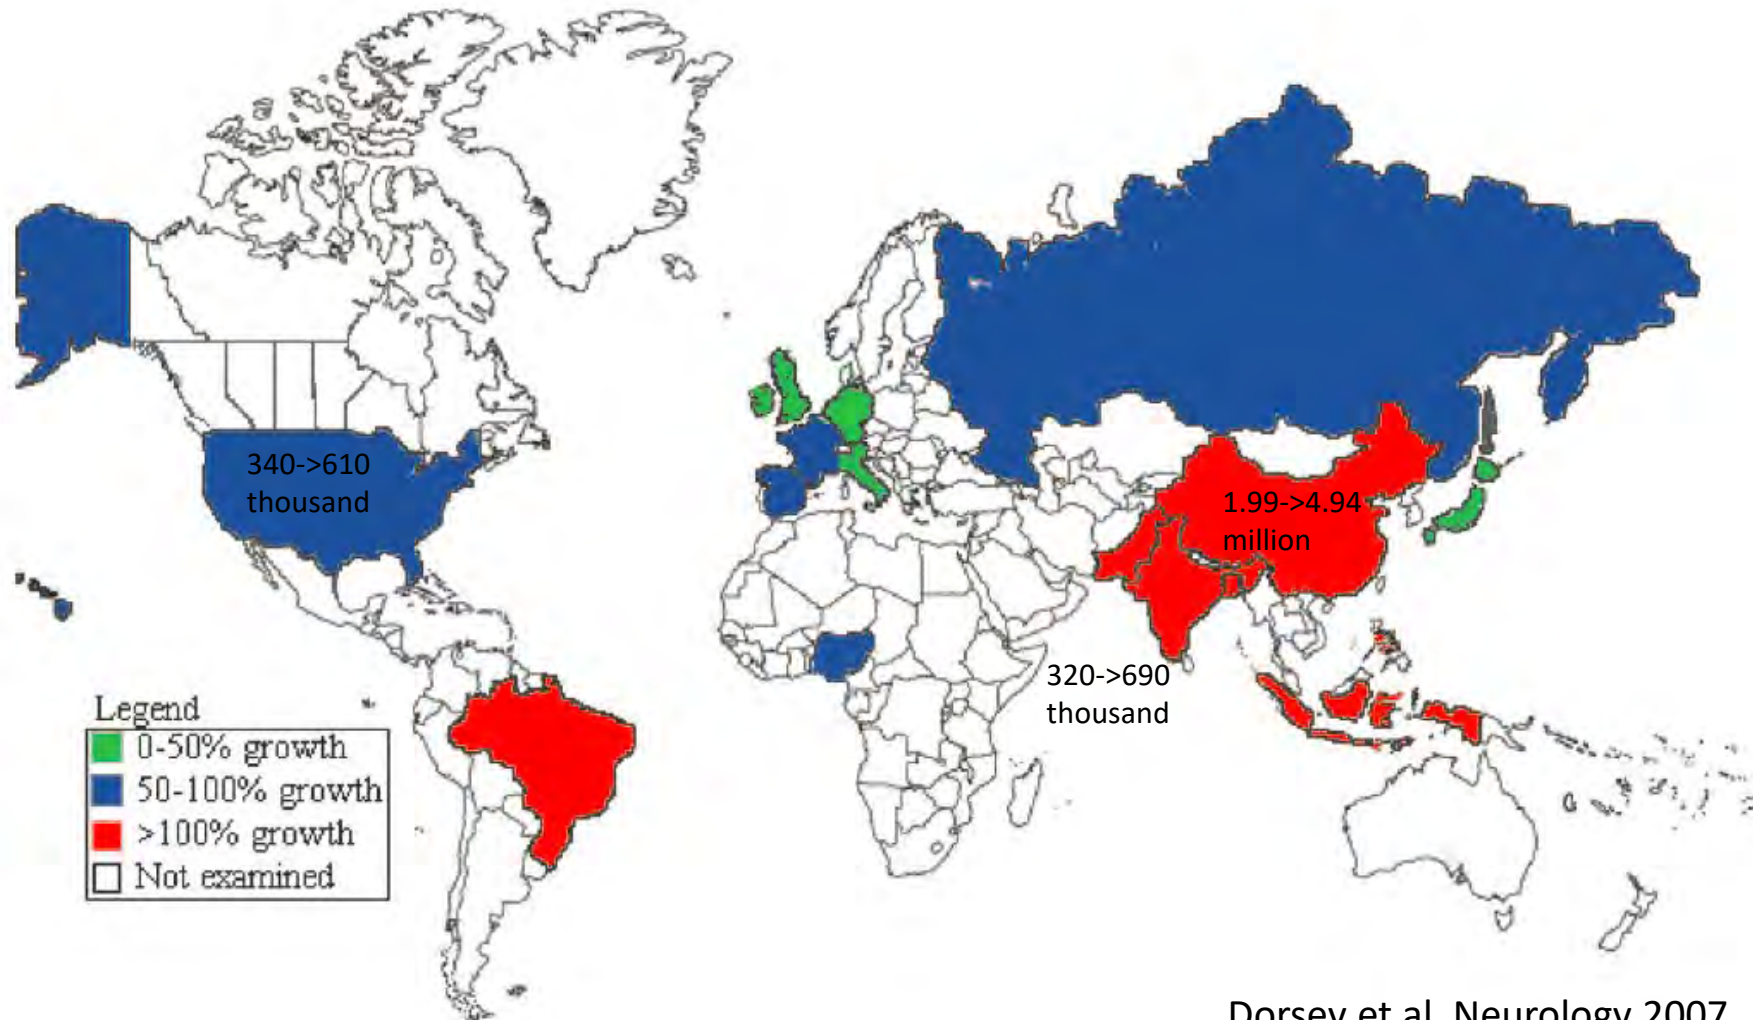 340->610
thousand
1.99->4.94
million
320->690
thousand
Legend
0-50% growth
50-100% growth
>100% growth
Not examined
Dorsey et al. Neurology 2007